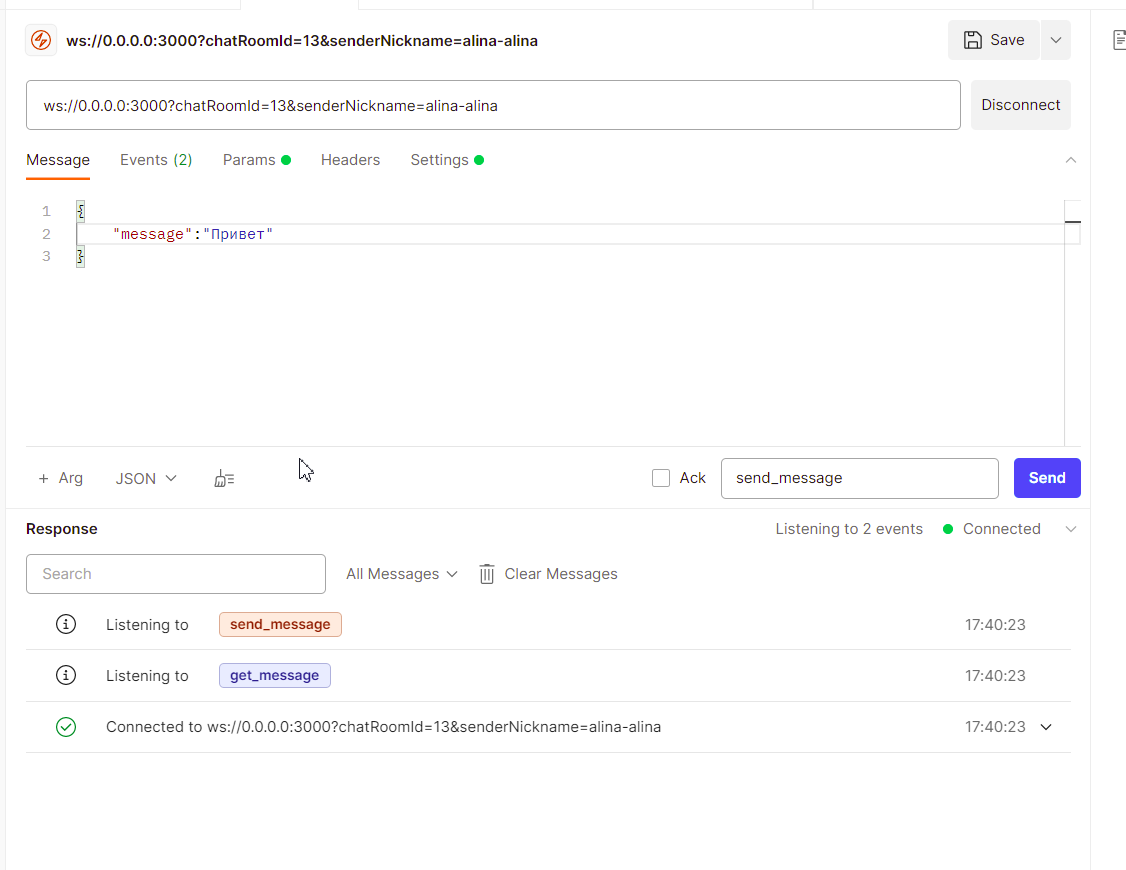 ws://0.0.0.0:3000?chatRoomId=13&senderNickname=alina-alina
Save
ws://0.0.0.0:3000?chatRoomId=13&senderNickname=alina-alina
Disconnect
Message Events (2) Params Headers Settings
1 {
2 "message":"Привет"
3 }
+ Arg JSON Ack send_message Send
Response Listening to 2 events Connected
Search All Messages Clear Messages
Listening to send_message 17:40:23
Listening to get_message 17:40:23
Connected to ws://0.0.0.0:3000?chatRoomId=13&senderNickname=alina-alina 17:40:23